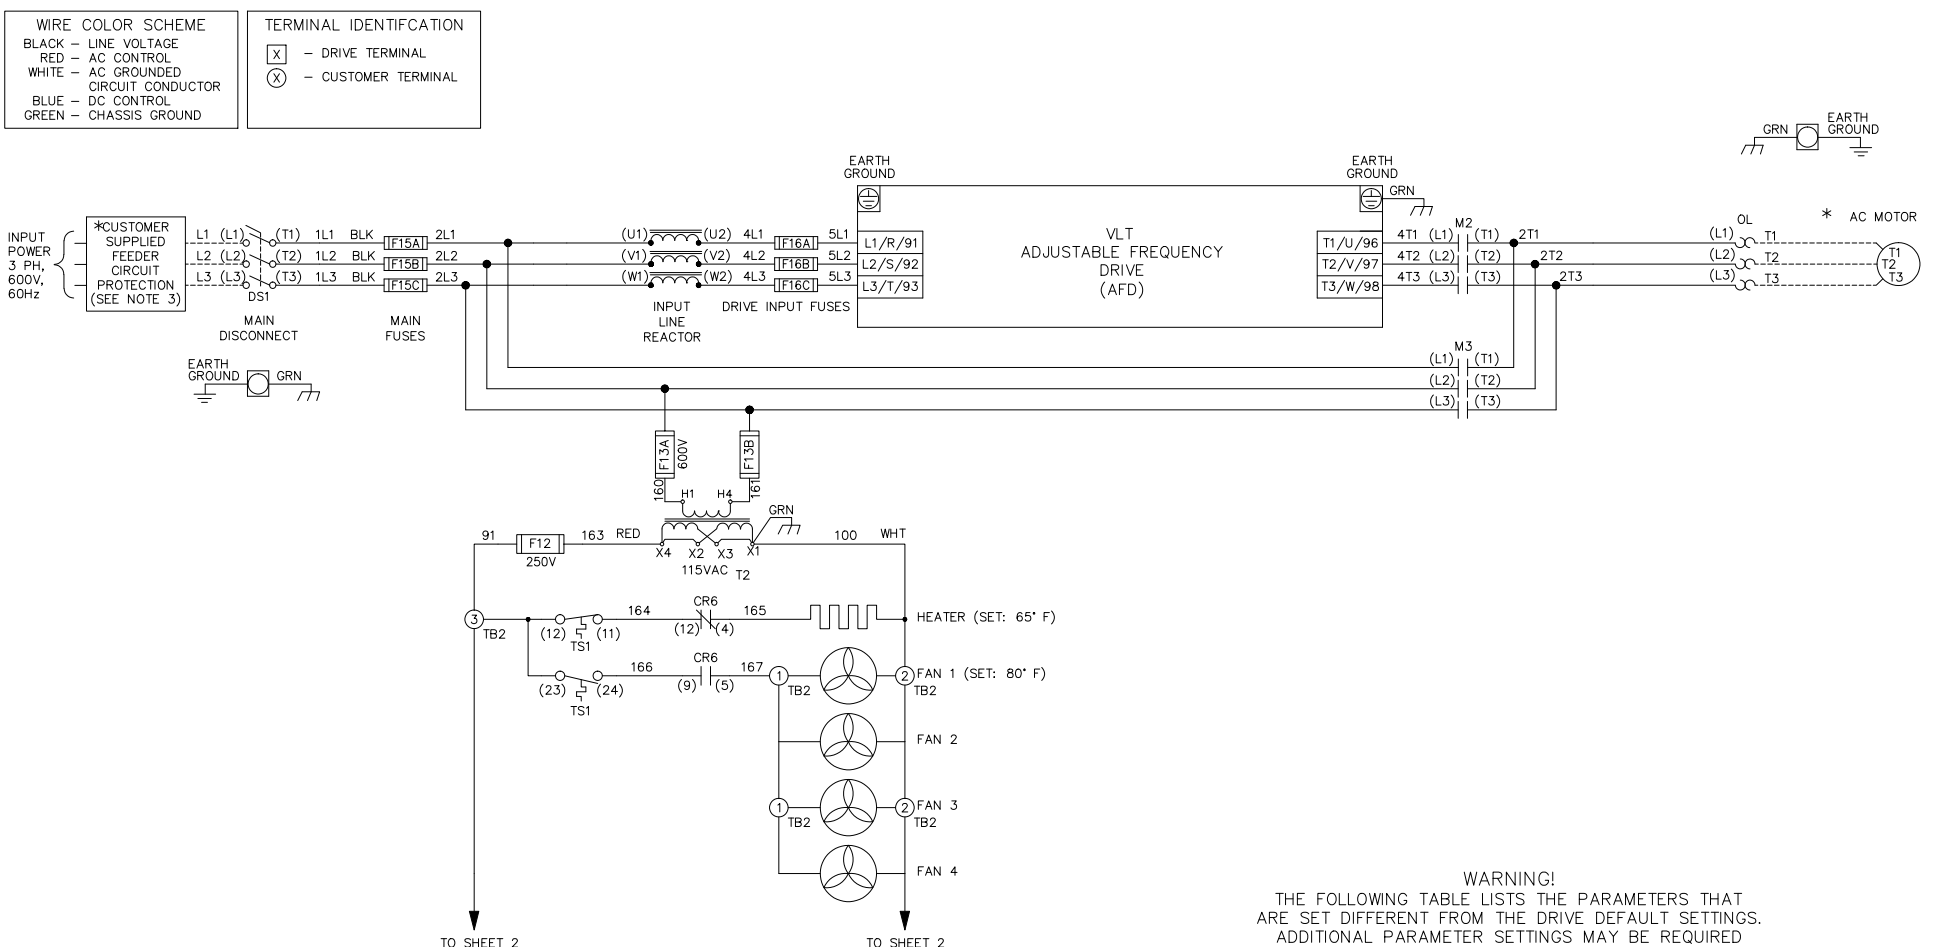 WIRE COLOR SCHEME
BLACK – LINE VOLTAGE
RED – AC CONTROL
WHITE – AC GROUNDED
CIRCUIT CONDUCTOR
BLUE – DC CONTROL
GREEN – CHASSIS GROUND
TERMINAL IDENTIFCATION
X – DRIVE TERMINAL
X – CUSTOMER TERMINAL
GRN
EARTH
GROUND
INPUT
POWER
3 PH,
600V,
60Hz
*CUSTOMER
SUPPLIED
FEEDER
CIRCUIT
PROTECTION
(SEE NOTE 3)
L1 (L1) (T1) 1L1 BLK F15A 2L1
L2 (L2) (T2) 1L2 BLK F15B 2L2
L3 (L3) (T3) 1L3 BLK F15C 2L3
DS1
MAIN
DISCONNECT
MAIN
FUSES
(U1) (U2) 4L1 F16A 5L1
(V1) (V2) 4L2 F16B 5L2
(W1) (W2) 4L3 F16C 5L3
INPUT
LINE
REACTOR
DRIVE INPUT FUSES
EARTH
GROUND
L1/R/91
L2/S/92
L3/T/93
VLT
ADJUSTABLE FREQUENCY
DRIVE
(AFD)
EARTH
GROUND
GRN
T1/U/96
T2/V/97
T3/W/98
M2
4T1 (L1) (T1) 2T1
4T2 (L2) (T2) 2T2
4T3 (L3) (T3) 2T3
OL
(L1) T1
(L2) T2
(L3) T3
* AC MOTOR
T1
T2
T3
M3
(L1) (T1)
(L2) (T2)
(L3) (T3)
EARTH
GROUND
GRN
F13A
600V
F13B
160
161
H1 H4
GRN
91 F12 163 RED
250V
X4 X2 X3 X1
115VAC T2
100 WHT
3
TB2
(12) (11)
TS1
164
CR6
(12) (4)
165
HEATER (SET: 65° F)
(23) (24)
TS1
166
CR6
(9) (5)
167
1
TB2
2
TB2
FAN 1 (SET: 80° F)
FAN 2
1
TB2
2
TB2
FAN 3
FAN 4
TO SHEET 2
TO SHEET 2
WARNING!
THE FOLLOWING TABLE LISTS THE PARAMETERS THAT
ARE SET DIFFERENT FROM THE DRIVE DEFAULT SETTINGS.
ADDITIONAL PARAMETER SETTINGS MAY BE REQUIRED